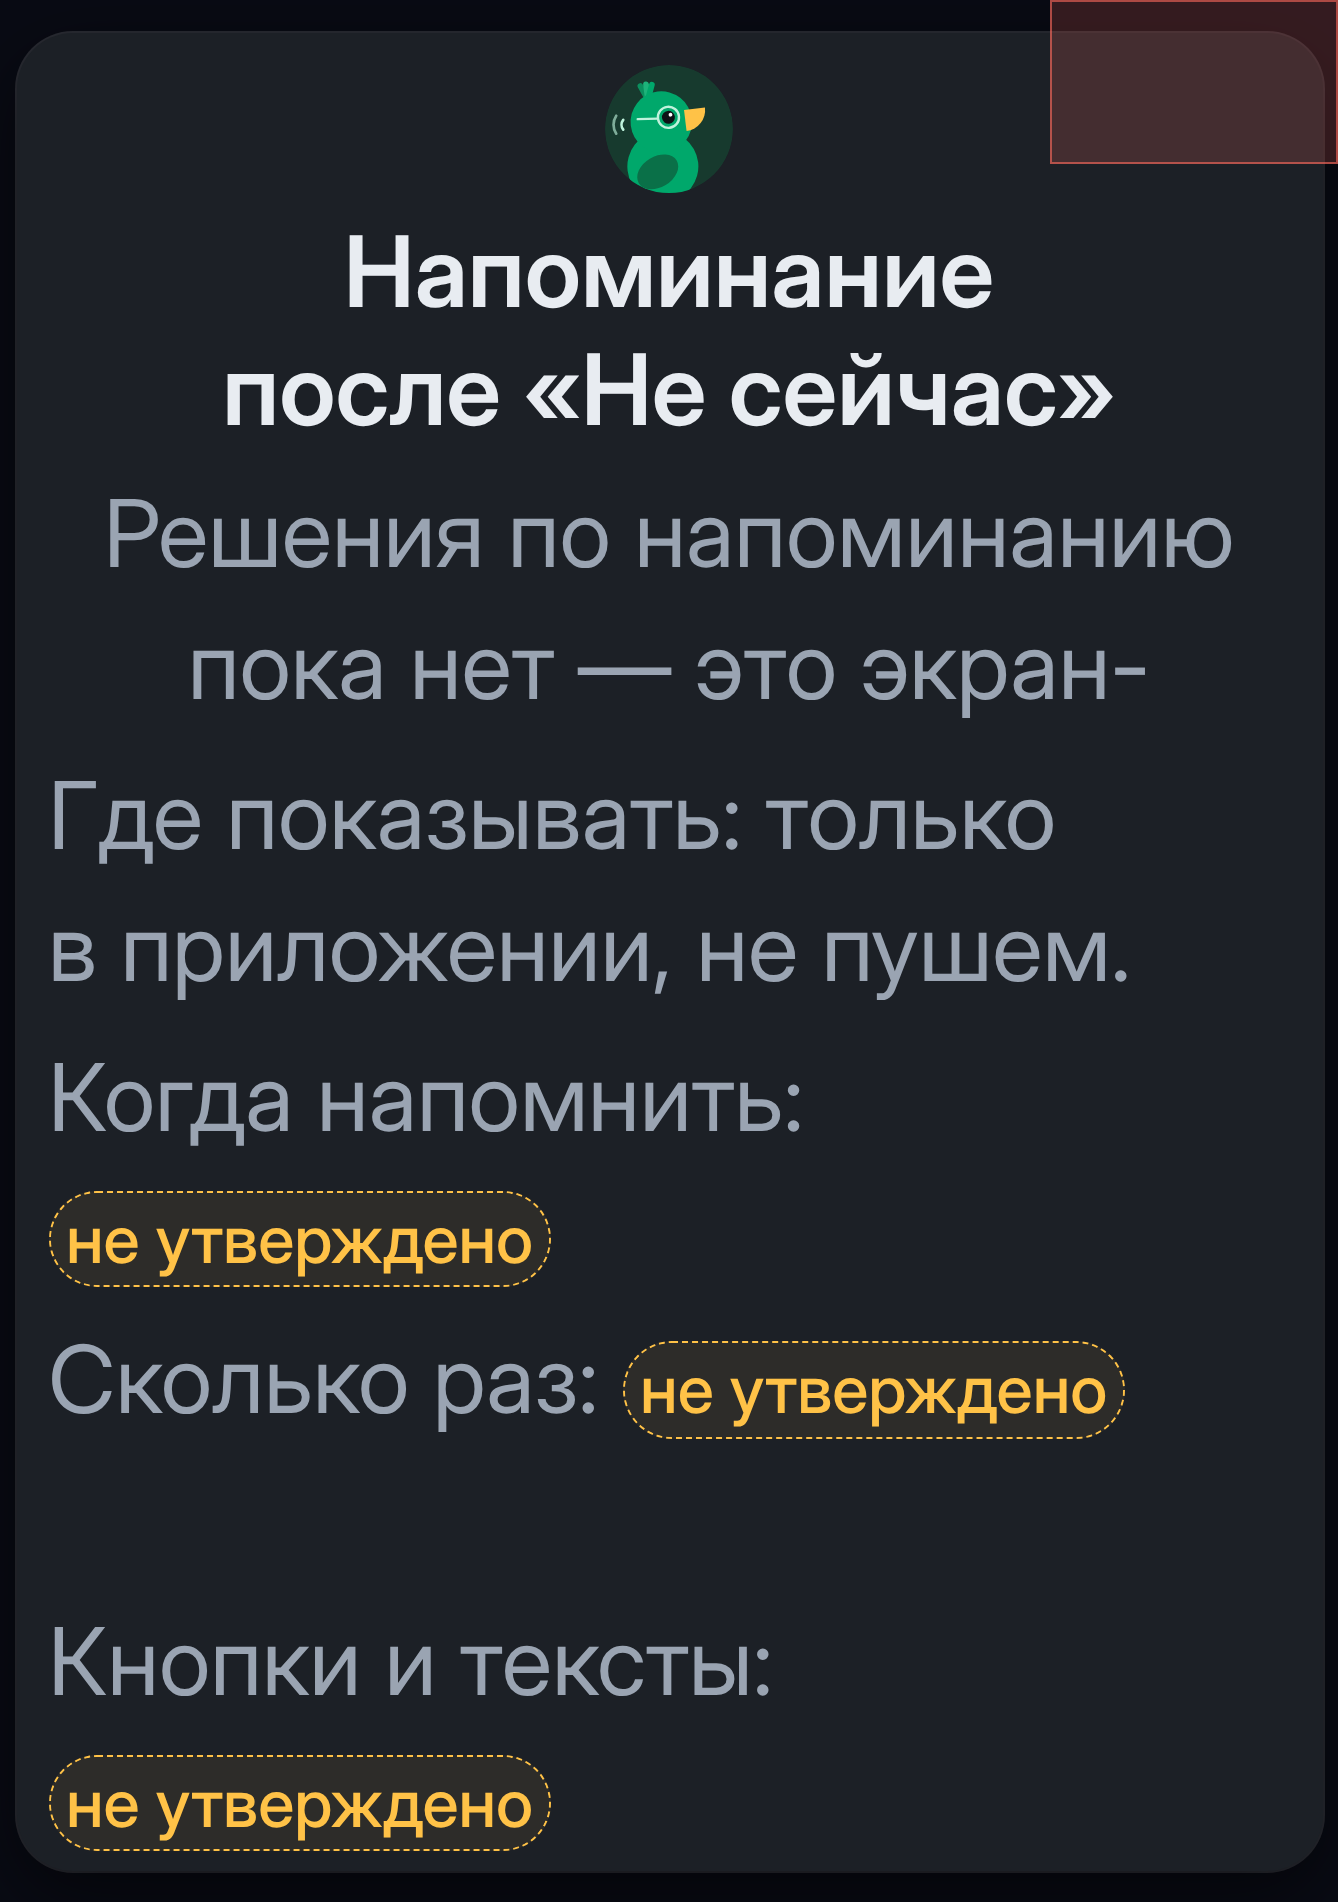 Напоминание
после «Не сейчас»
Решения по напоминанию
пока нет — это экран-
Где показывать: только
в приложении, не пушем.
Когда напомнить:
не утверждено
Сколько раз: не утверждено
Кнопки и тексты:
не утверждено